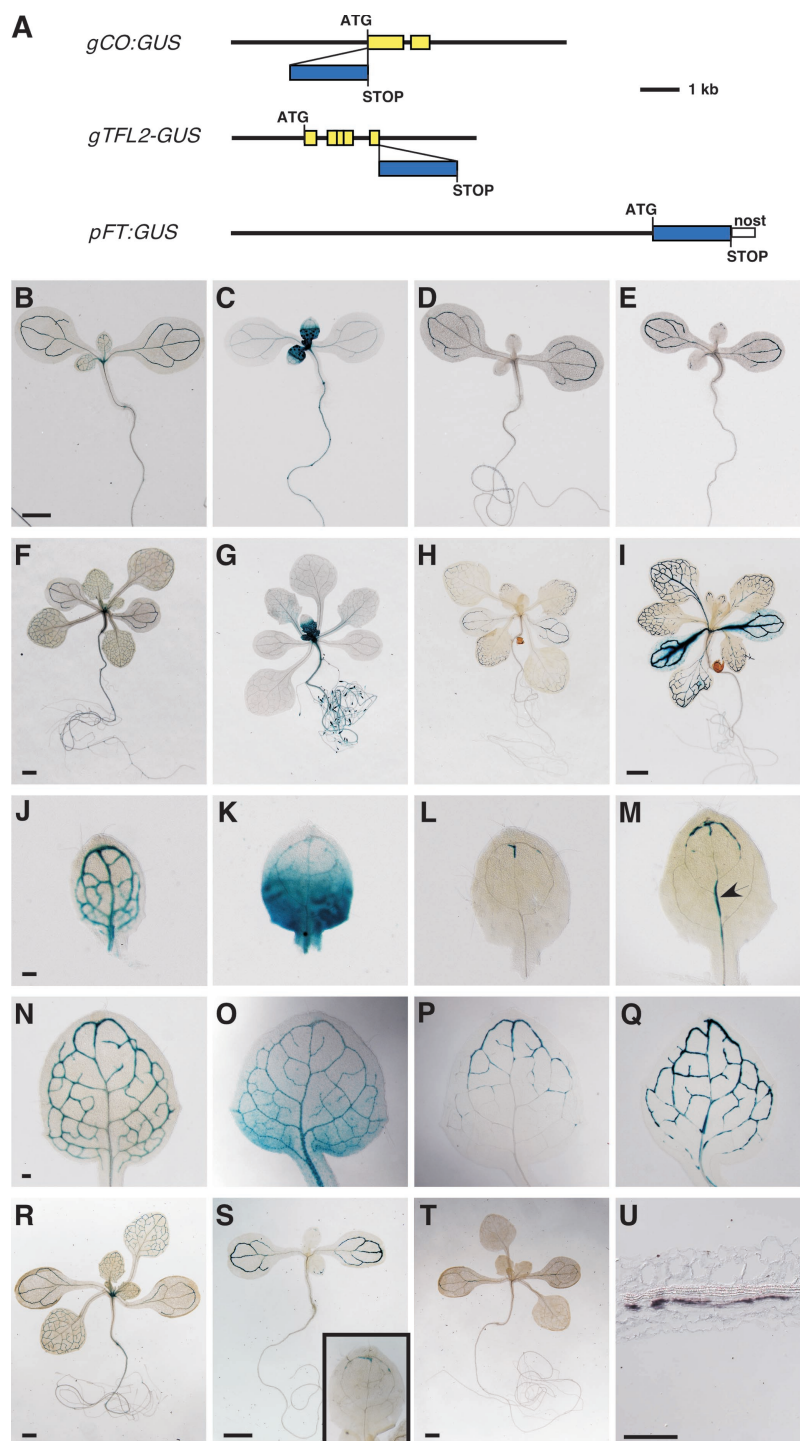 A
ATG
gCO:GUS
STOP
1 kb
ATG
gTFL2-GUS
STOP
ATG
nost
pFT:GUS
STOP
B C D E
F G H I
J K L M
N O P Q
R S T U